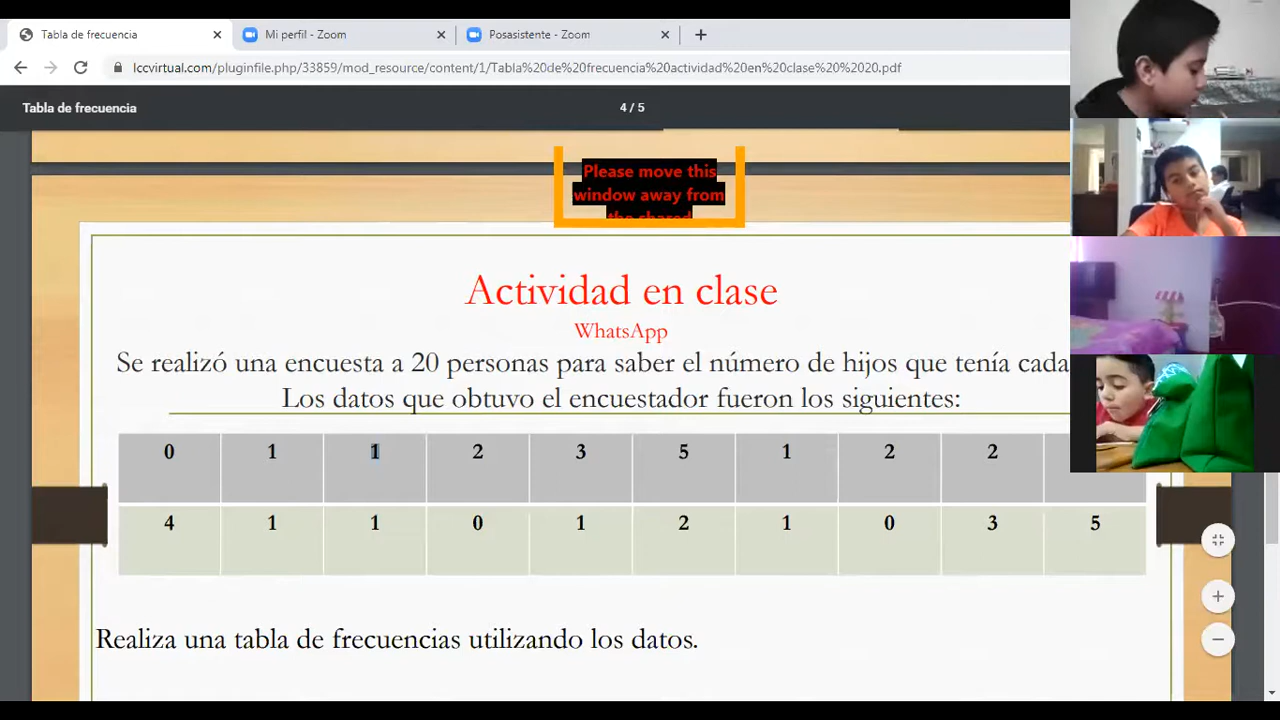 Tabla de frecuencia
Mi perfil - Zoom
Posasistente - Zoom
lccvirtual.com/pluginfile.php/33859/mod_resource/content/1/Tabla%20de%20frecuencia%20actividad%20en%20clase%20%2020.pdf
Tabla de frecuencia
4 / 5
Please move this
window away from
the shared
Actividad en clase
WhatsApp
Se realizó una encuesta a 20 personas para saber el número de hijos que tenía cada
Los datos que obtuvo el encuestador fueron los siguientes:
0 1 1 2 3 5 1 2 2
4 1 1 0 1 2 1 0 3 5
Realiza una tabla de frecuencias utilizando los datos.